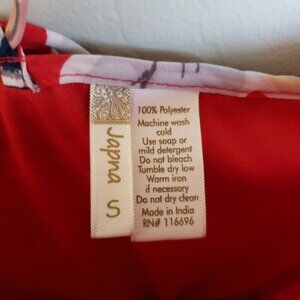 Japna
S
100% Polyester
Machine wash
cold
Use soap or
mild detergent
Do not bleach
Tumble dry low
Warm iron
if necessary
Do not dry clean
Made in India
RN# 116696